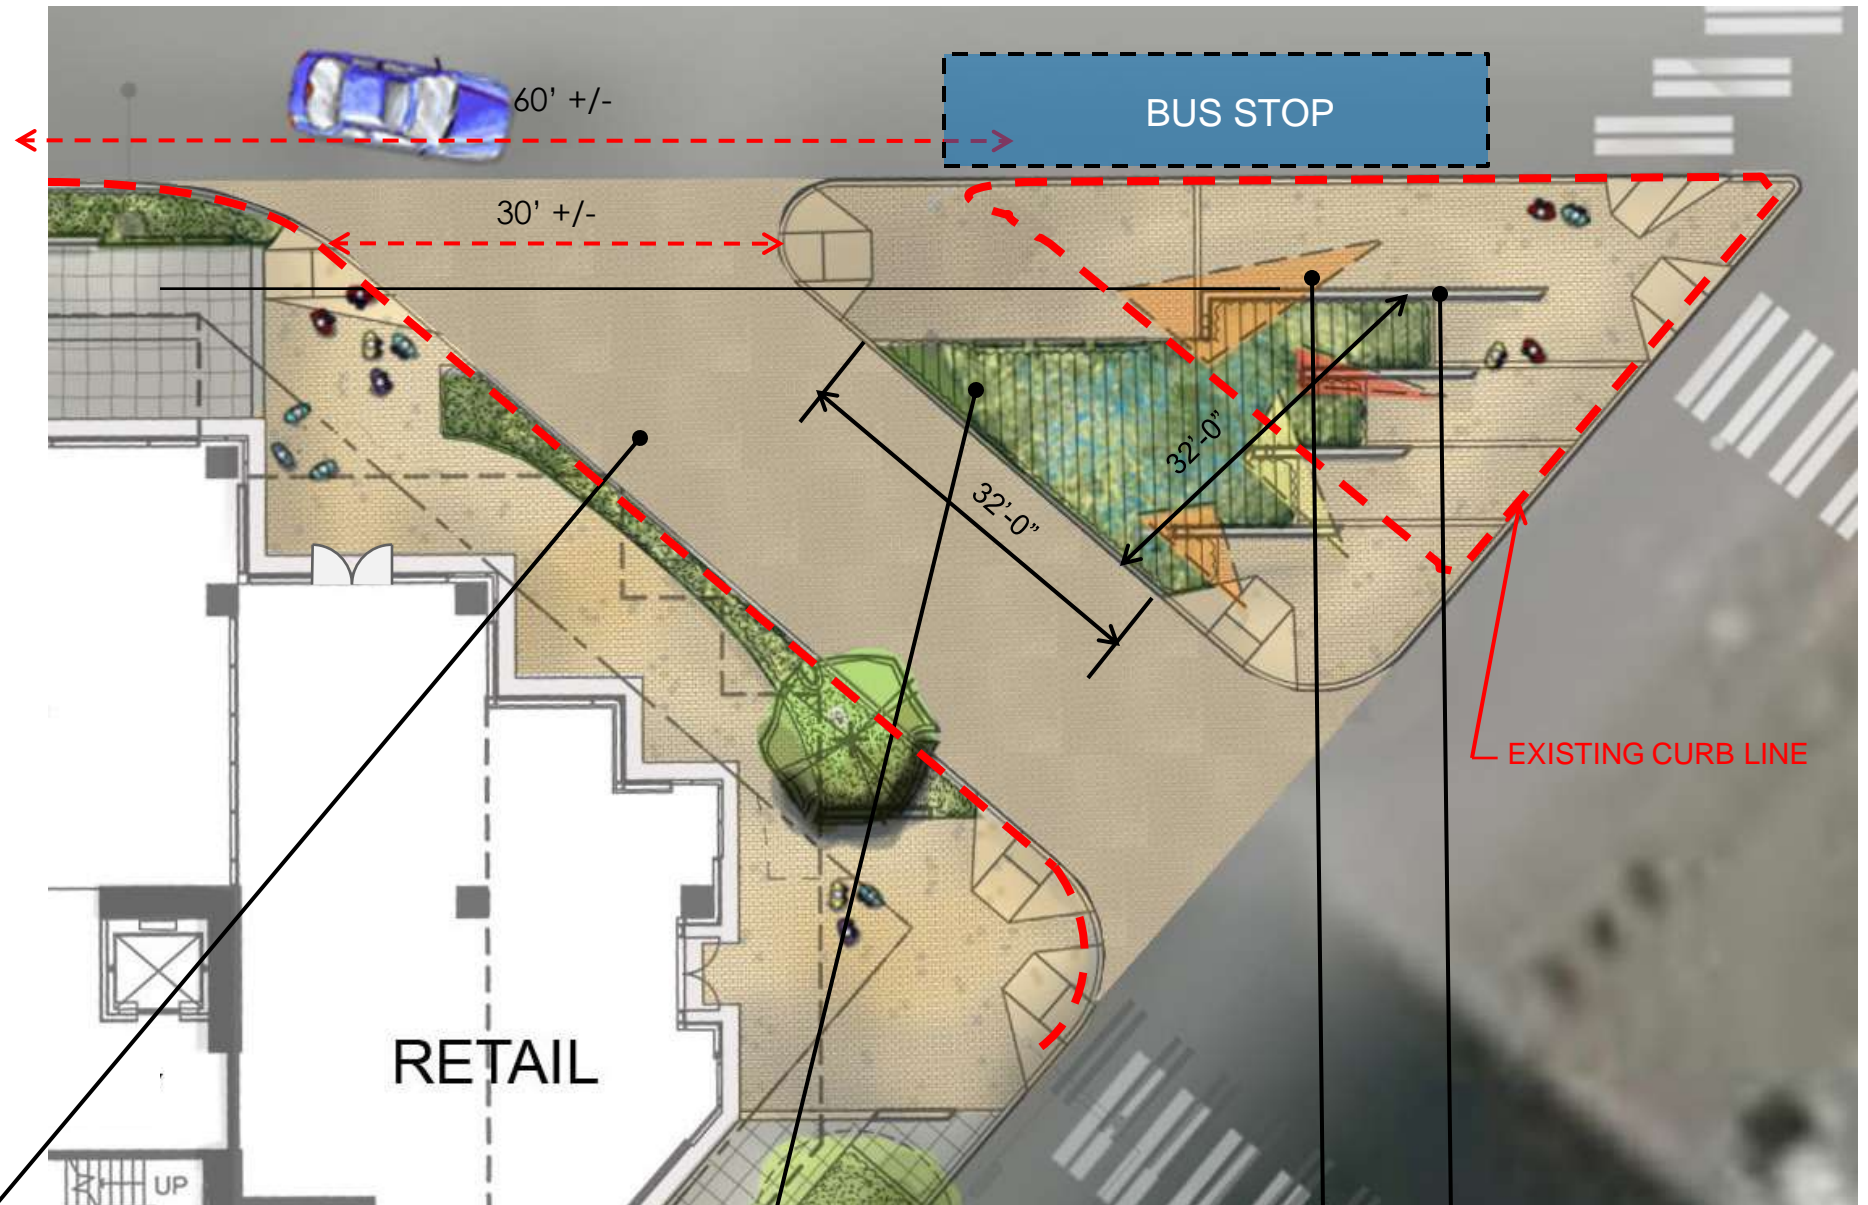 60’ +/-
BUS STOP
30’ +/-
32’-0”
32’-0”
EXISTING CURB LINE
RETAIL
UP